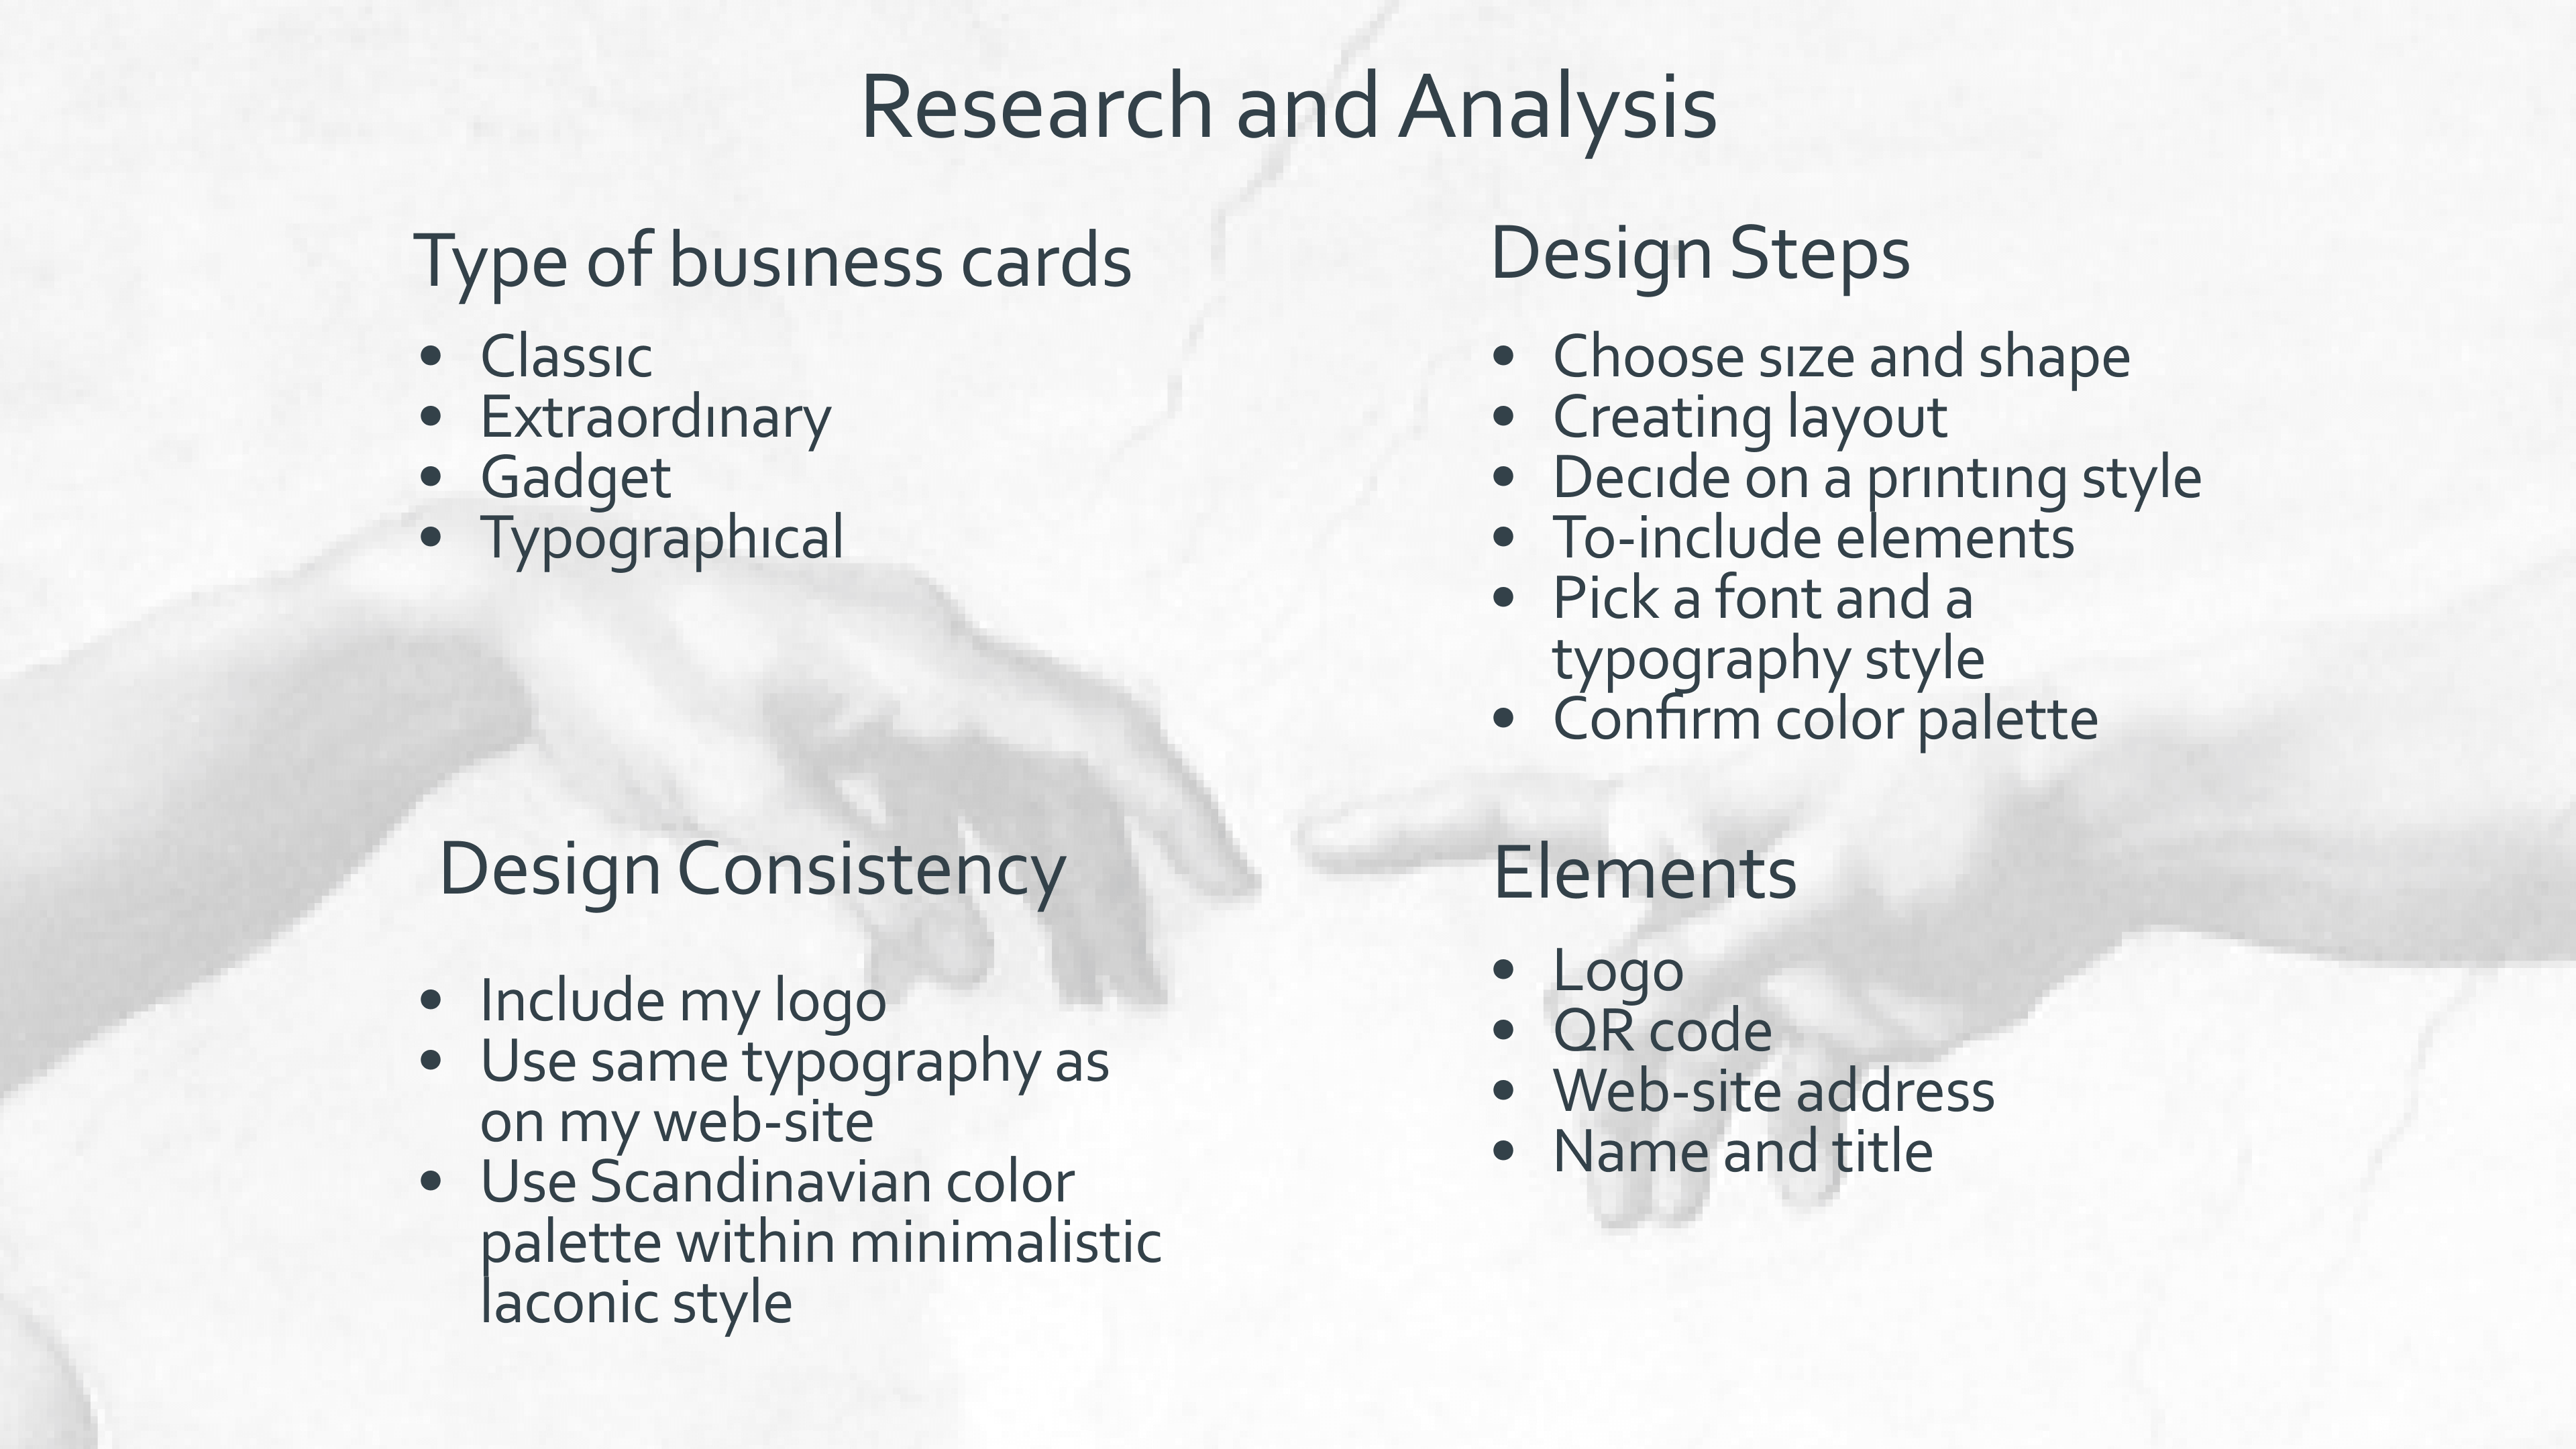 Research and Analysis
Type of busıness cards
• Classıc
• Extraordınary
• Gadget
• Typographıcal
Design Steps
• Choose sıze and shape
• Creating layout
• Decıde on a prıntıng style
• To-include elements
• Pick a font and a
typography style
• Confirm color palette
Design Consistency
• Include my logo
• Use same typography as
on my web-site
• Use Scandinavian color
palette within minimalistic
laconic style
Elements
• Logo
• QR code
• Web-site address
• Name and title